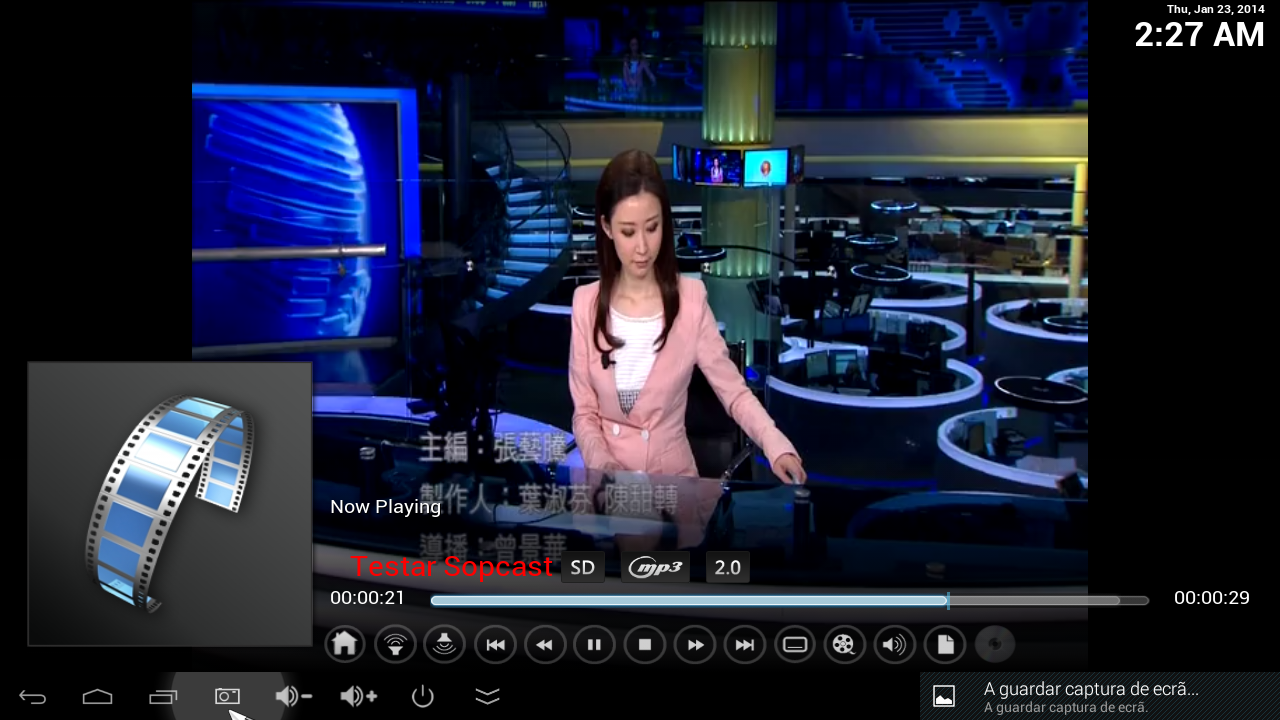 Thu, Jan 23, 2014
2:27 AM
主編：張藝騰
製作人：葉淑芬 陳甜轉
Now Playing
導播：曾景華
Testar Sopcast SD mp3 2.0
00:00:21
00:00:29
A guardar captura de ecrã...
A guardar captura de ecrã.